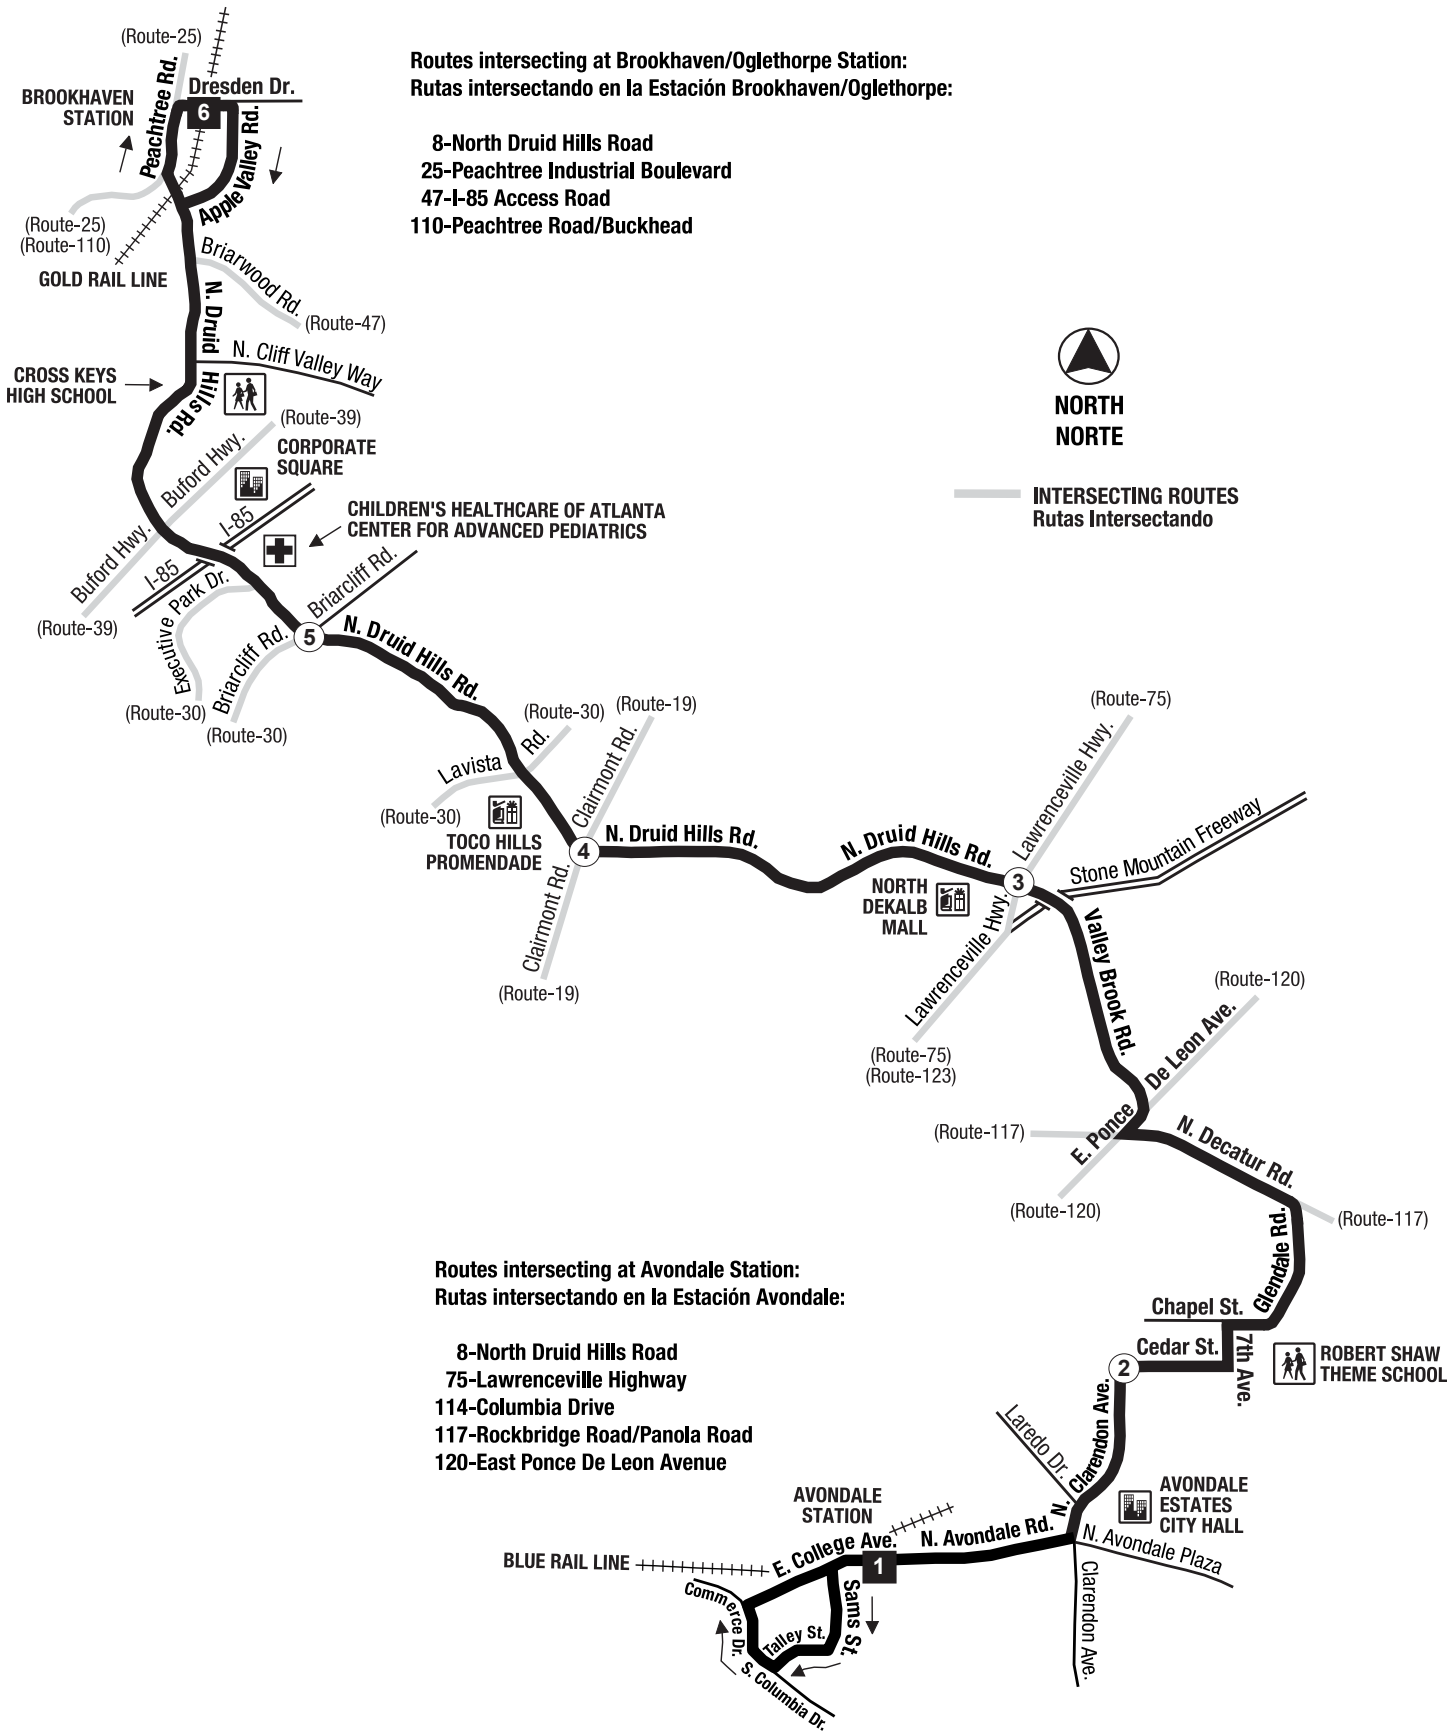 (Route-25)
Peachtree Rd.
Dresden Dr.
BROOKHAVEN
STATION
6
Apple Valley Rd.
(Route-25)
(Route-110)
GOLD RAIL LINE
Routes intersecting at Brookhaven/Oglethorpe Station:
Rutas intersectando en la Estación Brookhaven/Oglethorpe:
8-North Druid Hills Road
25-Peachtree Industrial Boulevard
47-I-85 Access Road
110-Peachtree Road/Buckhead
Briarwood Rd.
(Route-47)
N. Druid Hills Rd.
N. Cliff Valley Way
CROSS KEYS
HIGH SCHOOL
NORTH
NORTE
INTERSECTING ROUTES
Rutas Intersectando
(Route-39)
Buford Hwy.
CORPORATE
SQUARE
I-85
CHILDREN'S HEALTHCARE OF ATLANTA
CENTER FOR ADVANCED PEDIATRICS
Buford Hwy.
I-85
(Route-39)
Executive Park Dr.
(Route-30)
Briarcliff Rd.
Briarcliff Rd.
(Route-30)
5
N. Druid Hills Rd.
(Route-30)
Lavista Rd.
(Route-30)
(Route-19)
Clairmont Rd.
TOCO HILLS
PROMENDADE
4
Clairmont Rd.
(Route-19)
N. Druid Hills Rd.
N. Druid Hills Rd.
(Route-75)
Lawrenceville Hwy.
Stone Mountain Freeway
3
NORTH
DEKALB
MALL
Lawrenceville Hwy.
(Route-75)
(Route-123)
Valley Brook Rd.
(Route-120)
E. Ponce De Leon Ave.
(Route-117)
(Route-120)
N. Decatur Rd.
(Route-117)
Glendale Rd.
Chapel St.
7th Ave.
Cedar St.
2
ROBERT SHAW
THEME SCHOOL
Routes intersecting at Avondale Station:
Rutas intersectando en la Estación Avondale:
8-North Druid Hills Road
75-Lawrenceville Highway
114-Columbia Drive
117-Rockbridge Road/Panola Road
120-East Ponce De Leon Avenue
Laredo Dr.
N. Clarendon Ave.
AVONDALE
ESTATES
CITY HALL
N. Avondale Plaza
Clarendon Ave.
AVONDALE
STATION
N. Avondale Rd.
E. College Ave.
1
BLUE RAIL LINE
Commerce Dr.
Sams St.
Talley St.
S. Columbia Dr.